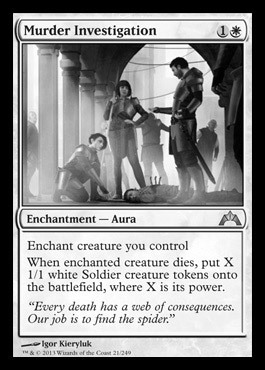 Murder Investigation 1
Enchantment — Aura
Enchant creature you control
When enchanted creature dies, put X
1/1 white Soldier creature tokens onto
the battlefield, where X is its power.
“Every death has a web of consequences.
Our job is to find the spider.”
Igor Kieryluk
™ & © 2013 Wizards of the Coast 21/249